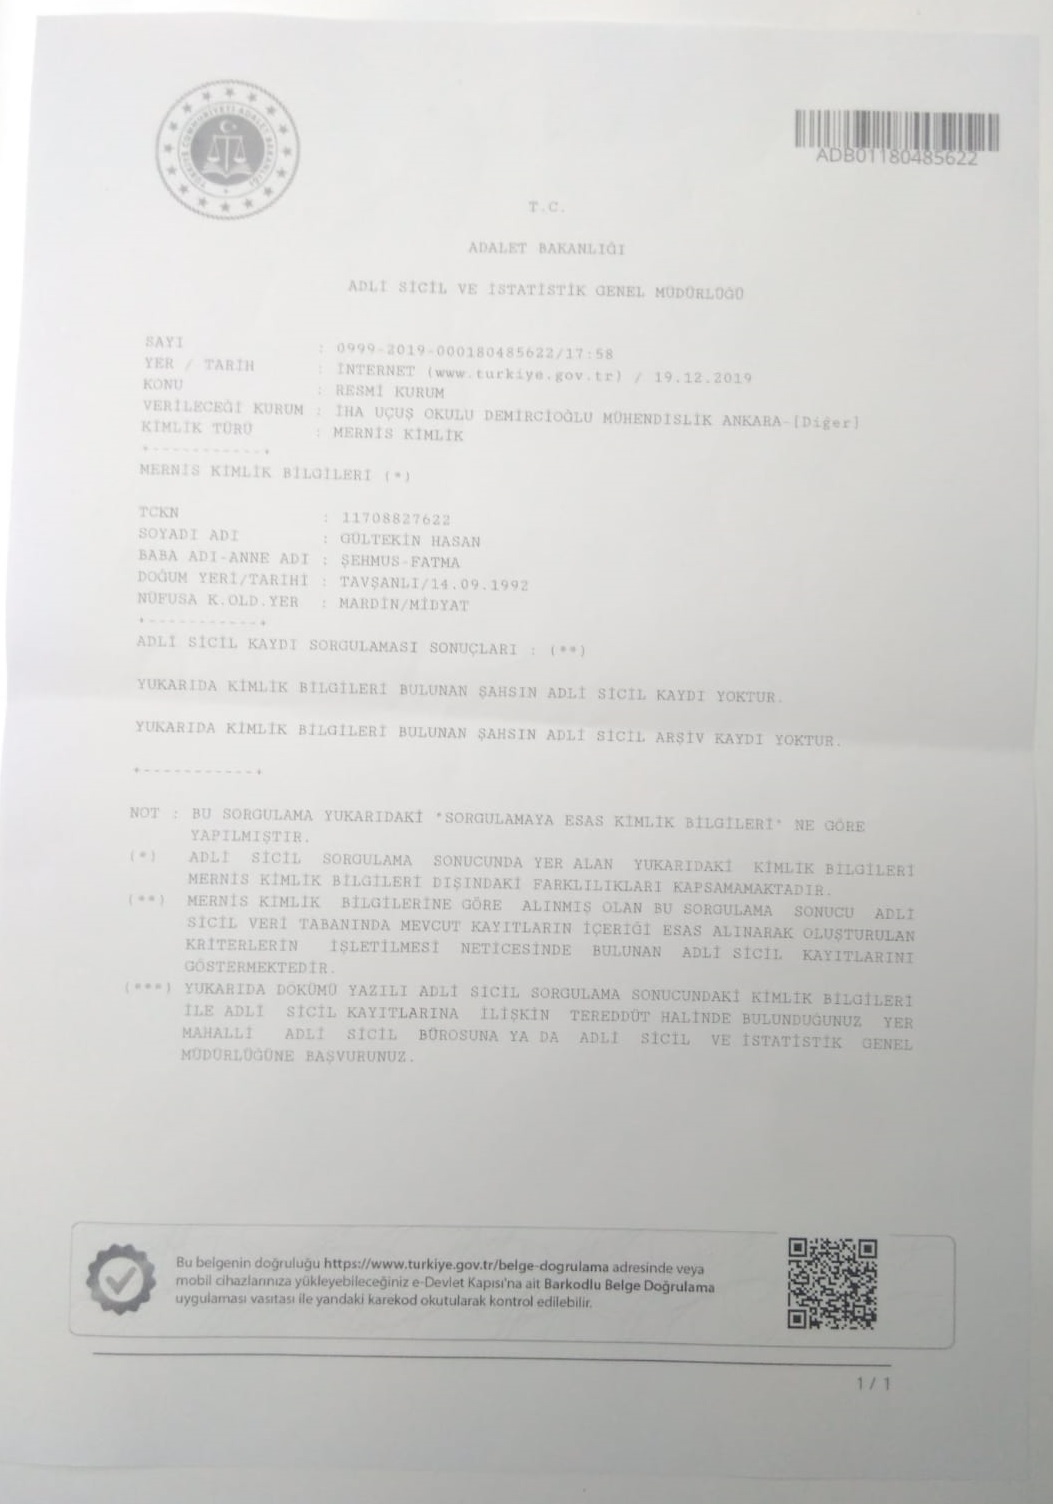 TÜRKİYE CUMHURİYETİ ADALET BAKANLIĞI
ADB01180485622
T.C.
ADALET BAKANLIĞI
ADLİ SİCİL VE İSTATİSTİK GENEL MÜDÜRLÜĞÜ
SAYI : 0999-2019-000180485622/17:58
YER / TARİH : İNTERNET (www.turkiye.gov.tr) / 19.12.2019
KONU : RESMİ KURUM
VERİLECEĞİ KURUM : İHA UÇUŞ OKULU DEMİRCİOĞLU MÜHENDİSLİK ANKARA-[Diğer]
KİMLİK TÜRÜ : MERNİS KİMLİK
+-----------+
MERNİS KİMLİK BİLGİLERİ (*)
TCKN : 11708827622
SOYADI ADI : GÜLTEKİN HASAN
BABA ADI-ANNE ADI : ŞEHMUS-FATMA
DOĞUM YERİ/TARİHİ : TAVŞANLI/14.09.1992
NÜFUSA K.OLD.YER : MARDİN/MİDYAT
+-----------+
ADLİ SİCİL KAYDI SORGULAMASI SONUÇLARI : (**)
YUKARIDA KİMLİK BİLGİLERİ BULUNAN ŞAHSIN ADLİ SİCİL KAYDI YOKTUR.
YUKARIDA KİMLİK BİLGİLERİ BULUNAN ŞAHSIN ADLİ SİCİL ARŞİV KAYDI YOKTUR.
+-----------+
NOT : BU SORGULAMA YUKARIDAKİ "SORGULAMAYA ESAS KİMLİK BİLGİLERİ" NE GÖRE
YAPILMIŞTIR.
(*) ADLİ SİCİL SORGULAMA SONUCUNDA YER ALAN YUKARIDAKİ KİMLİK BİLGİLERİ
MERNİS KİMLİK BİLGİLERİ DIŞINDAKİ FARKLILIKLARI KAPSAMAMAKTADIR.
(**) MERNİS KİMLİK BİLGİLERİNE GÖRE ALINMIŞ OLAN BU SORGULAMA SONUCU ADLİ
SİCİL VERİ TABANINDA MEVCUT KAYITLARIN İÇERİĞİ ESAS ALINARAK OLUŞTURULAN
KRİTERLERİN İŞLETİLMESİ NETİCESİNDE BULUNAN ADLİ SİCİL KAYITLARINI
GÖSTERMEKTEDİR.
(***) YUKARIDA DÖKÜMÜ YAZILI ADLİ SİCİL SORGULAMA SONUCUNDAKİ KİMLİK BİLGİLERİ
İLE ADLİ SİCİL KAYITLARINA İLİŞKİN TEREDDÜT HALİNDE BULUNDUĞUNUZ YER
MAHALLİ ADLİ SİCİL BÜROSUNA YA DA ADLİ SİCİL VE İSTATİSTİK GENEL
MÜDÜRLÜĞÜNE BAŞVURUNUZ.
Bu belgenin doğruluğu https://www.turkiye.gov.tr/belge-dogrulama adresinde veya
mobil cihazlarınıza yükleyebileceğiniz e-Devlet Kapısı'na ait Barkodlu Belge Doğrulama
uygulaması vasıtası ile yandaki karekod okutularak kontrol edilebilir.
1 / 1